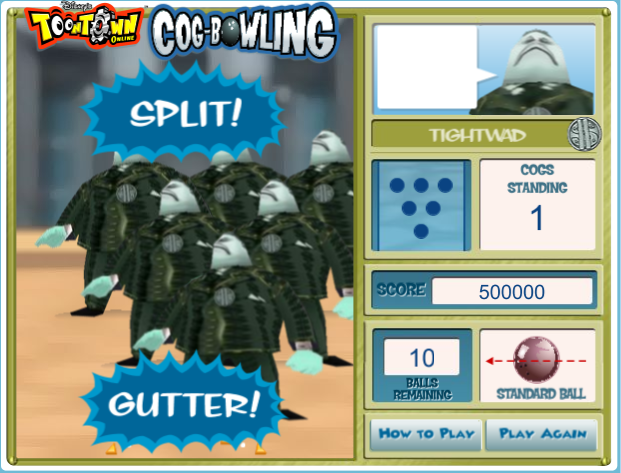 Disney's
TOONTOWN
ONLINE
COG-BOWLING
SPLIT!
GUTTER!
TIGHTWAD
COGS
STANDING
1
SCORE 500000
10
BALLS
REMAINING
STANDARD BALL
HOW TO PLAY
PLAY AGAIN